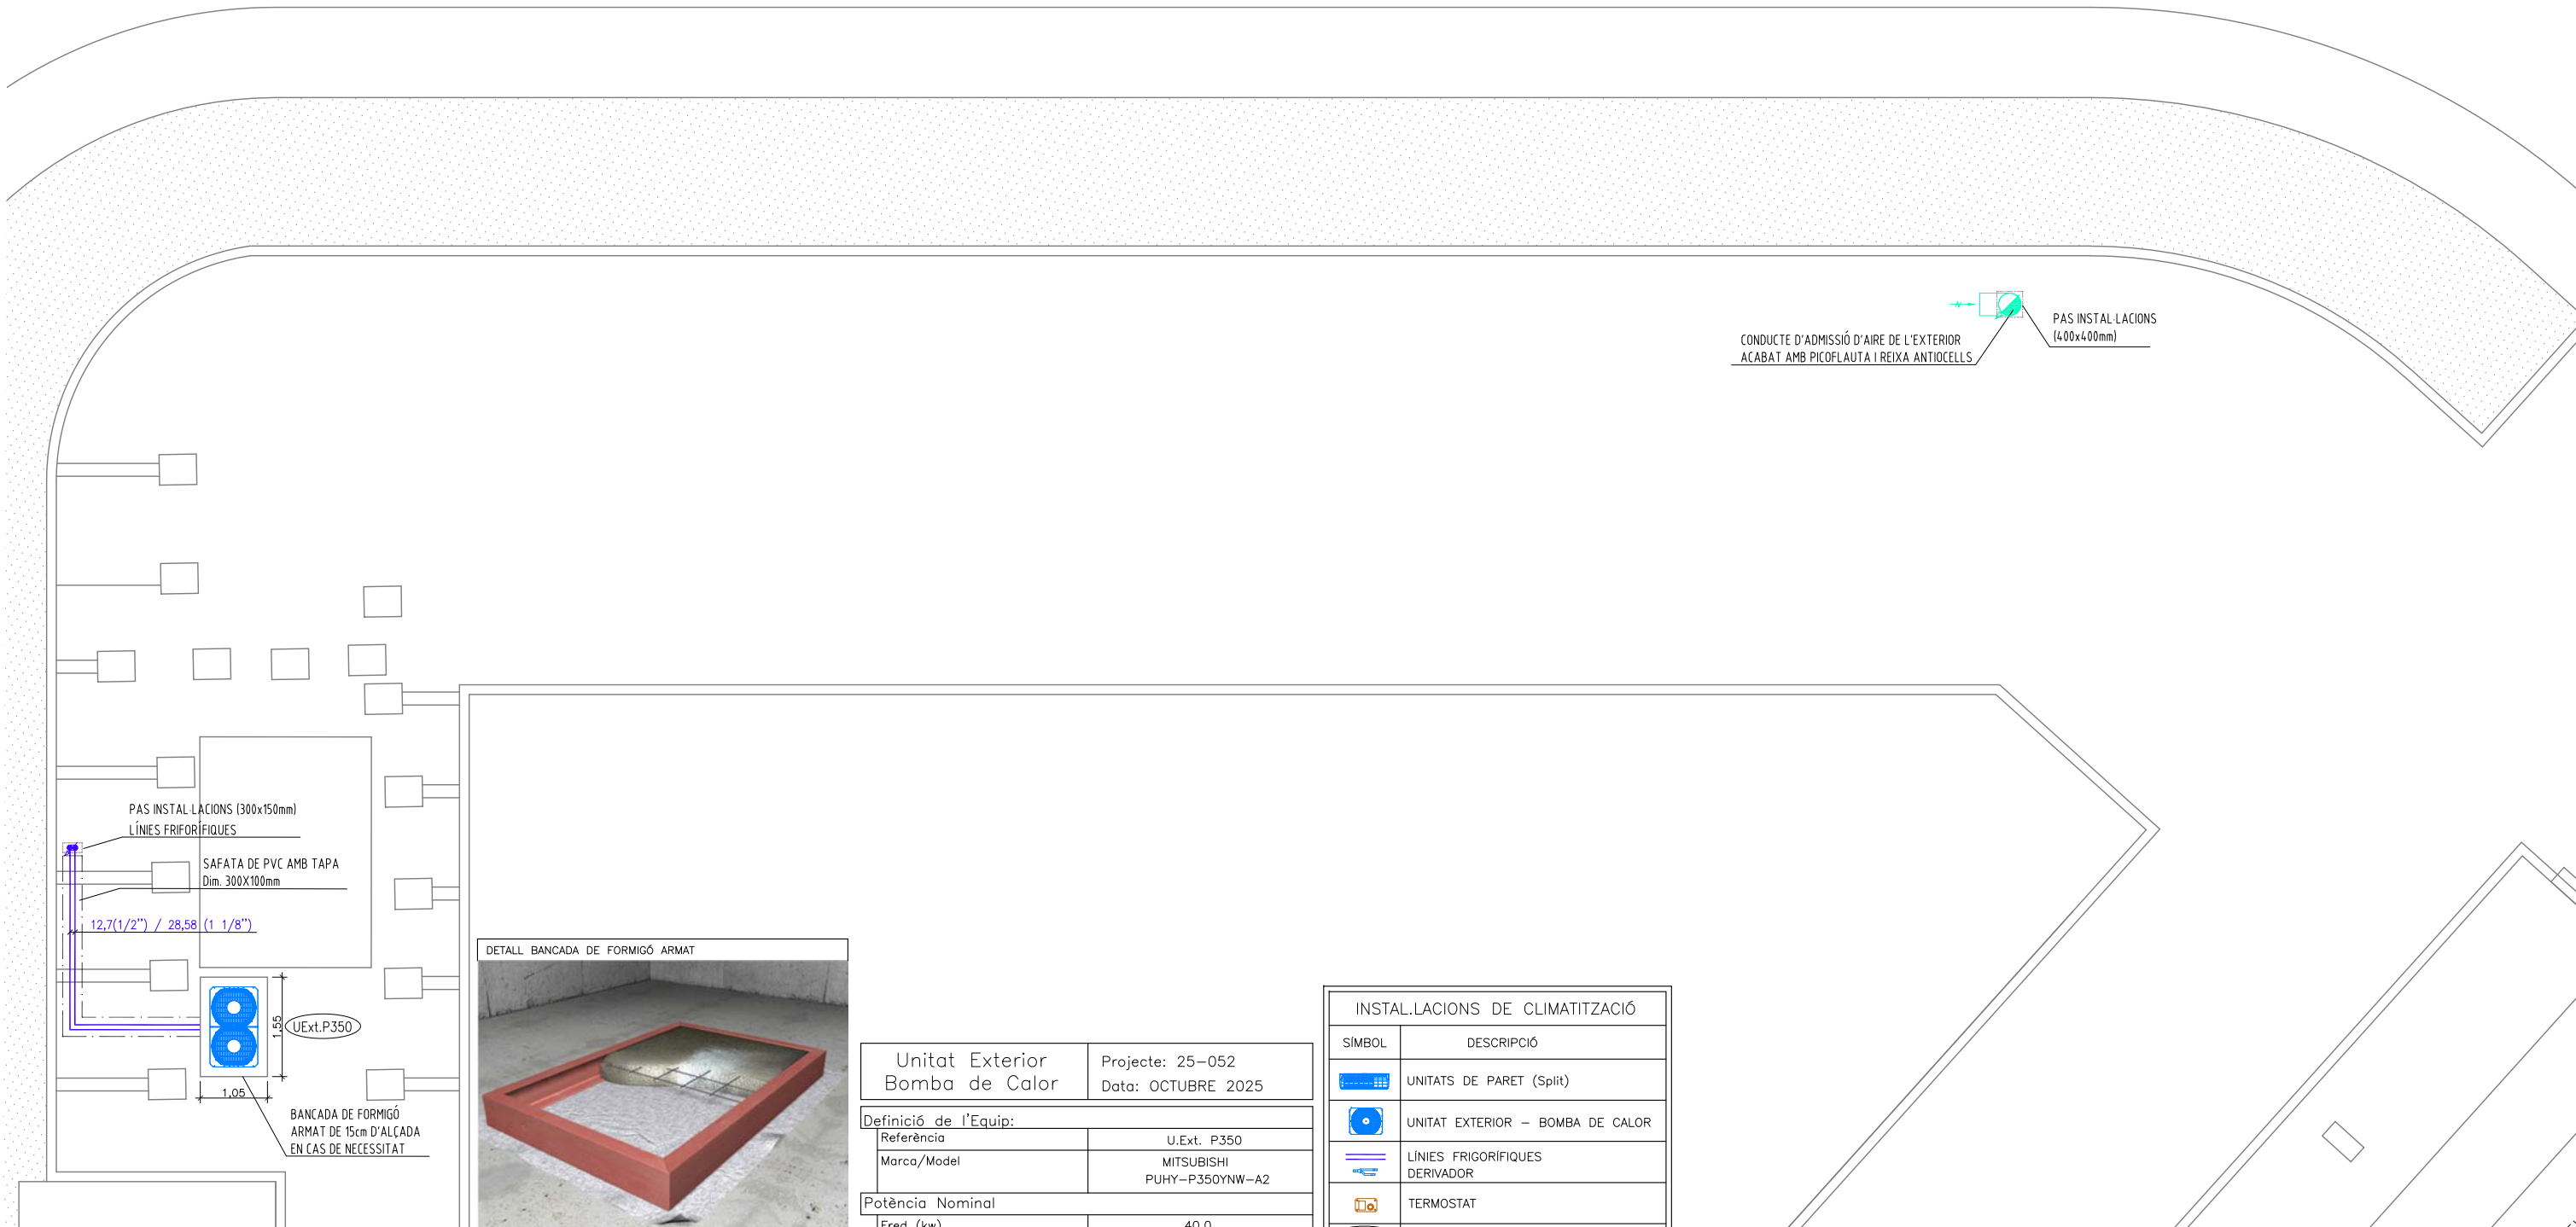 PAS INSTAL·LACIONS
(400x400mm)
CONDUCTE D'ADMISSIÓ D'AIRE DE L'EXTERIOR
ACABAT AMB PICOFLAUTA I REIXA ANTIOCELLS
PAS INSTAL·LACIONS (300x150mm)
LÍNIES FRIFORÍFIQUES
SAFATA DE PVC AMB TAPA
Dim. 300X100mm
12,7(1/2'') / 28,58 (1 1/8'')
1.55
UExt.P350
1.05
BANCADA DE FORMIGÓ
ARMAT DE 15cm D'ALÇADA
EN CAS DE NECESSITAT
DETALL BANCADA DE FORMIGÓ ARMAT
Unitat Exterior
Bomba de Calor
Projecte: 25-052
Data: OCTUBRE 2025
Definició de l'Equip:
Referència U.Ext. P350
Marca/Model MITSUBISHI
PUHY-P350YNW-A2
Potència Nominal
Fred (kw) 40.0
INSTAL.LACIONS DE CLIMATITZACIÓ
SÍMBOL DESCRIPCIÓ
UNITATS DE PARET (Split)
UNITAT EXTERIOR - BOMBA DE CALOR
LÍNIES FRIGORÍFIQUES
DERIVADOR
TERMOSTAT